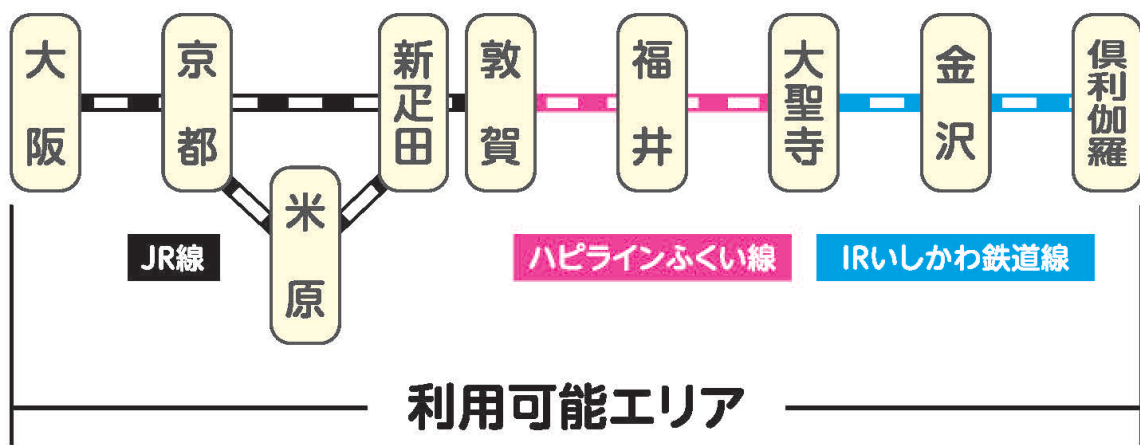 大阪
京都
米原
新疋田
敦賀
福井
大聖寺
金沢
倶利伽羅
JR線
ハピラインふくい線
IRいしかわ鉄道線
利用可能エリア